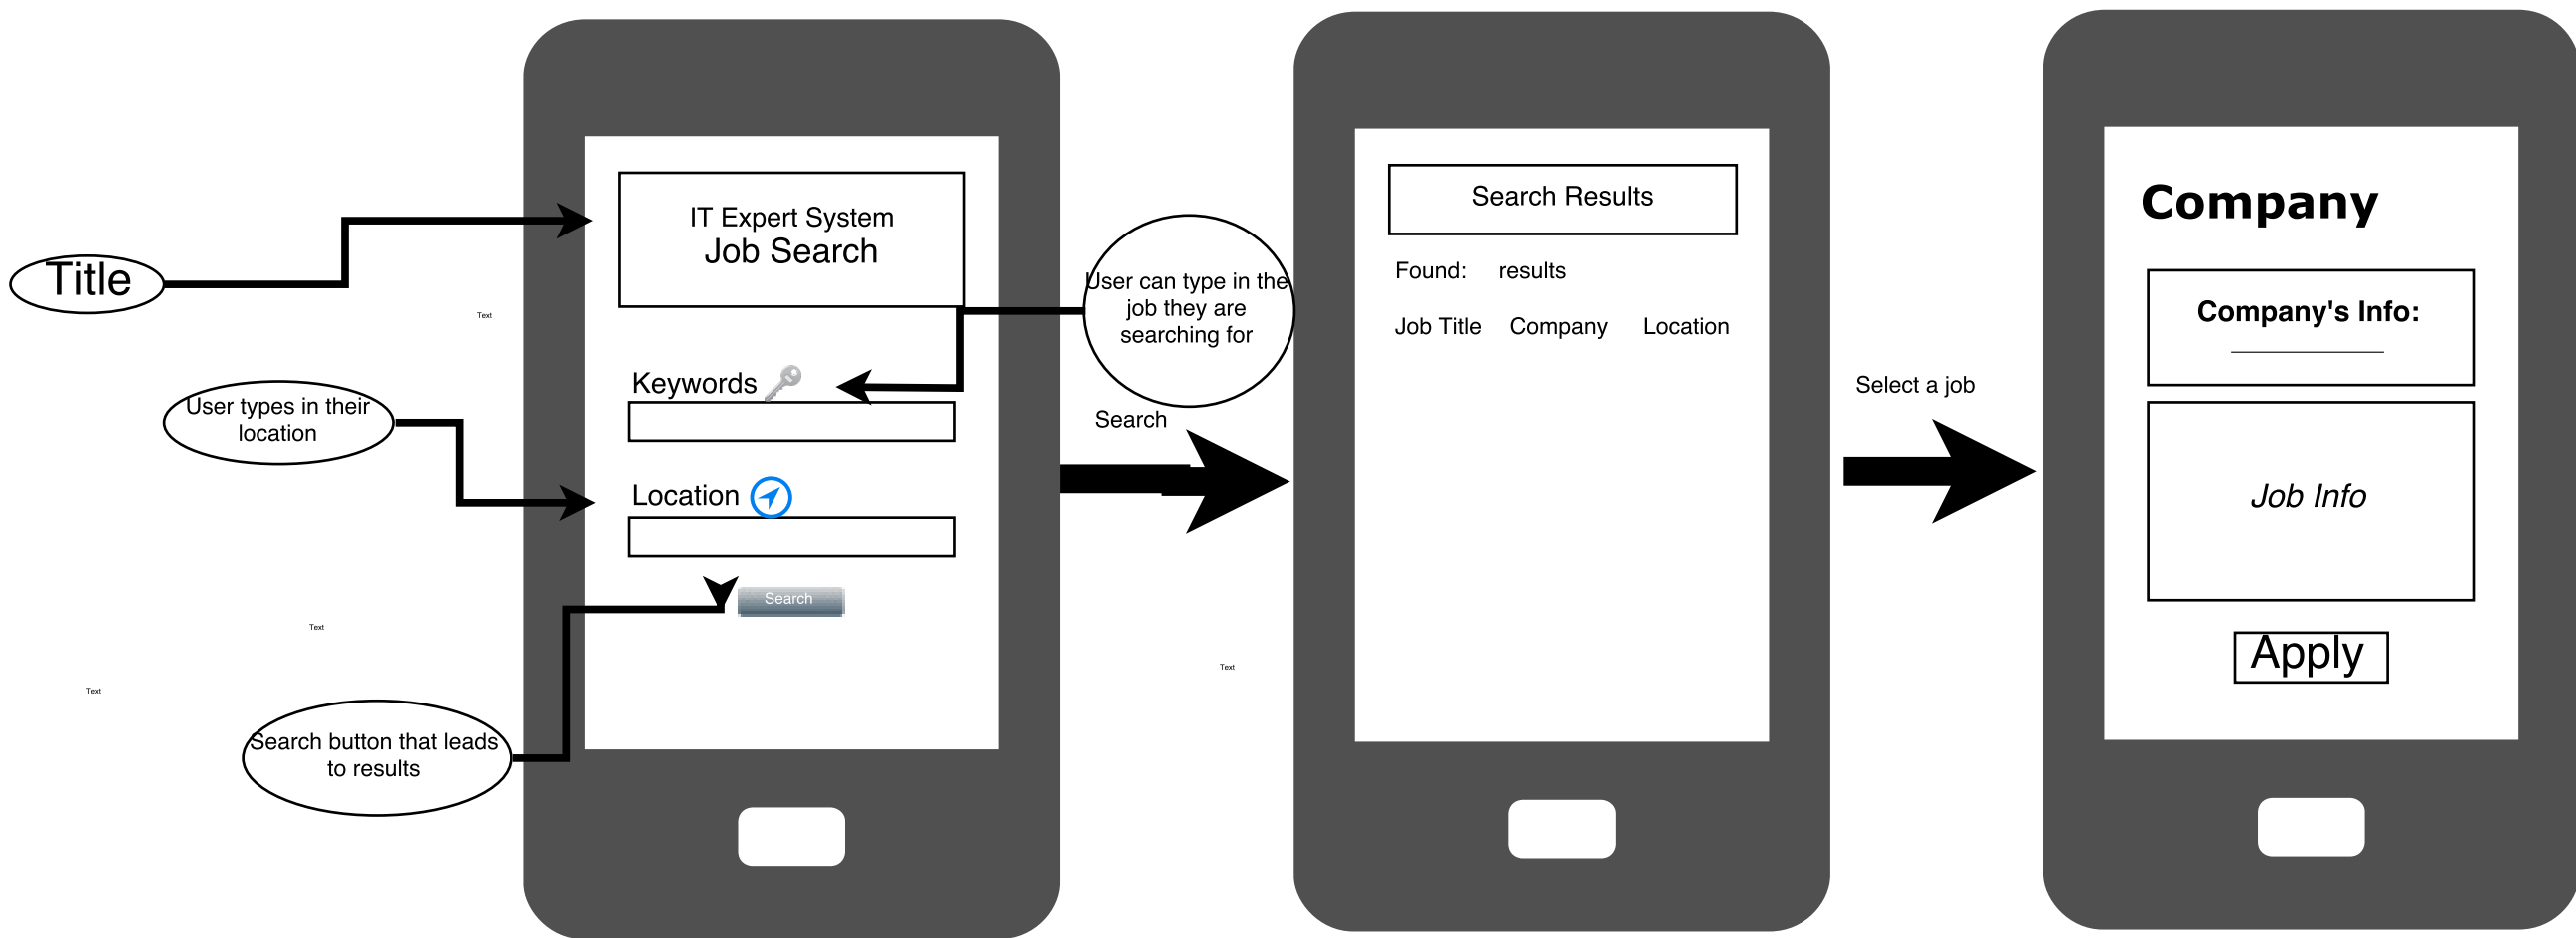 Title
Text
User types in their
location
Text
Text
Search button that leads
to results
IT Expert System
Job Search
Keywords
Location
Search
User can type in the
job they are
searching for
Search
Text
Search Results
Found: results
Job Title Company Location
Select a job
Company
Company's Info:
Job Info
Apply